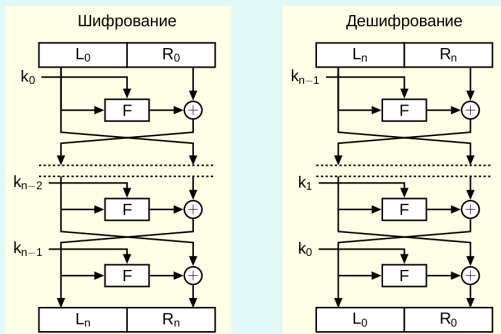 Шифрование
L₀ R₀
k₀
F
kₙ₋₂
F
kₙ₋₁
F
Lₙ Rₙ
Дешифрование
Lₙ Rₙ
kₙ₋₁
F
k₁
F
k₀
F
L₀ R₀